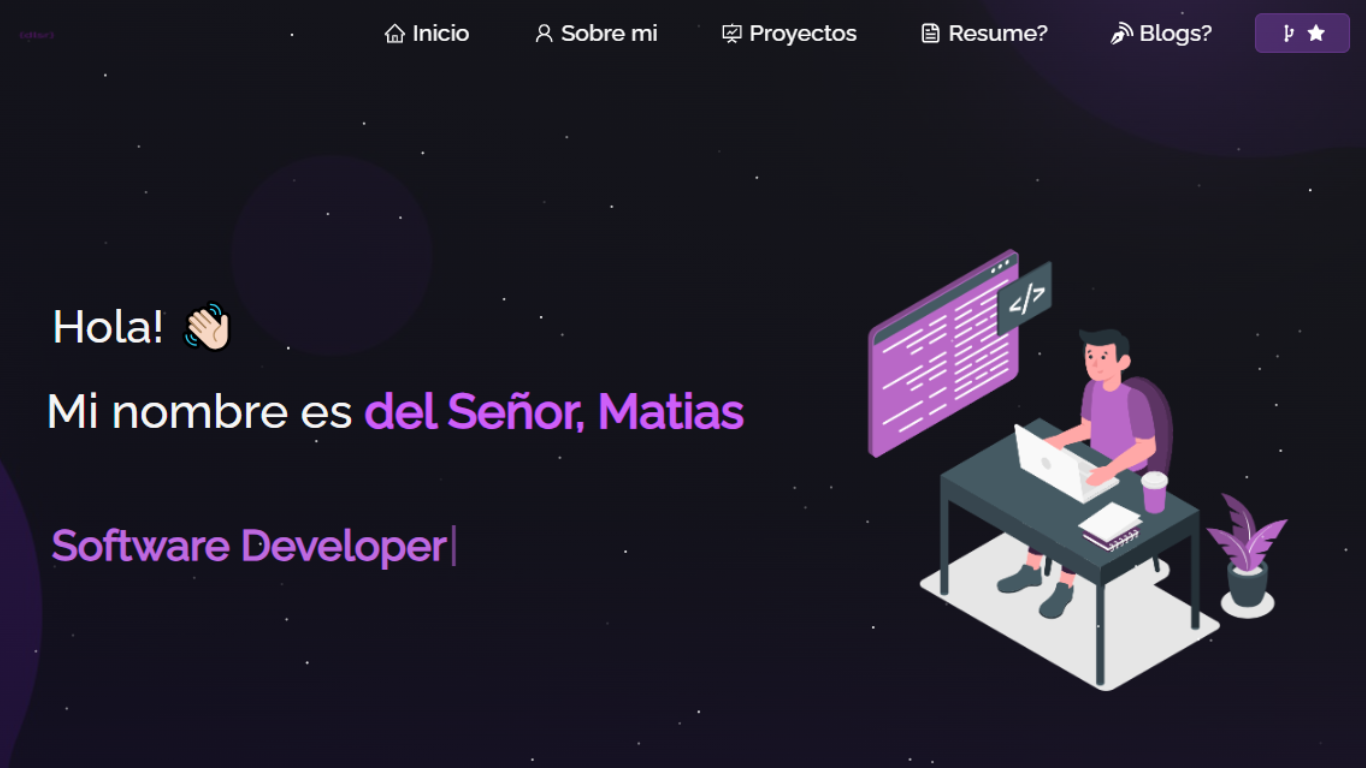 Inicio
Sobre mi
Proyectos
Resume?
Blogs?
Hola! 👋🏻
Mi nombre es del Señor, Matias
Software Developer
</>